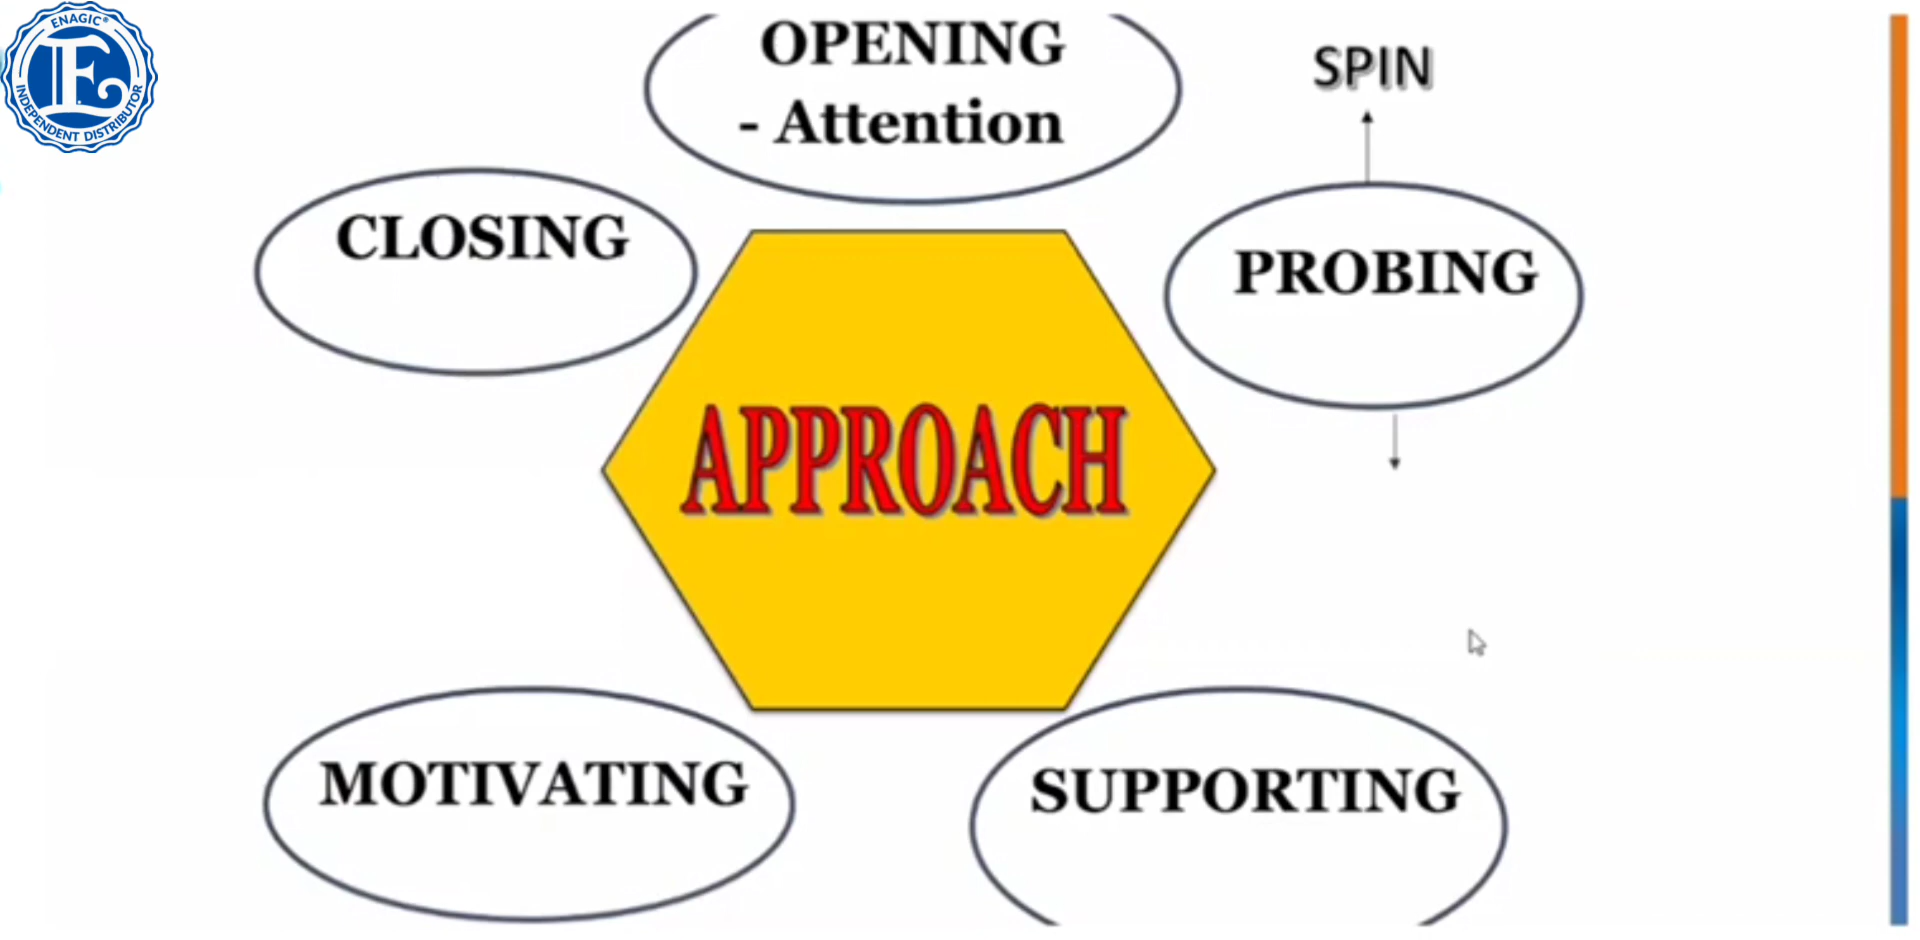 ENAGIC®
E
INDEPENDENT DISTRIBUTOR
OPENING
- Attention
SPIN
CLOSING
PROBING
APPROACH
MOTIVATING
SUPPORTING